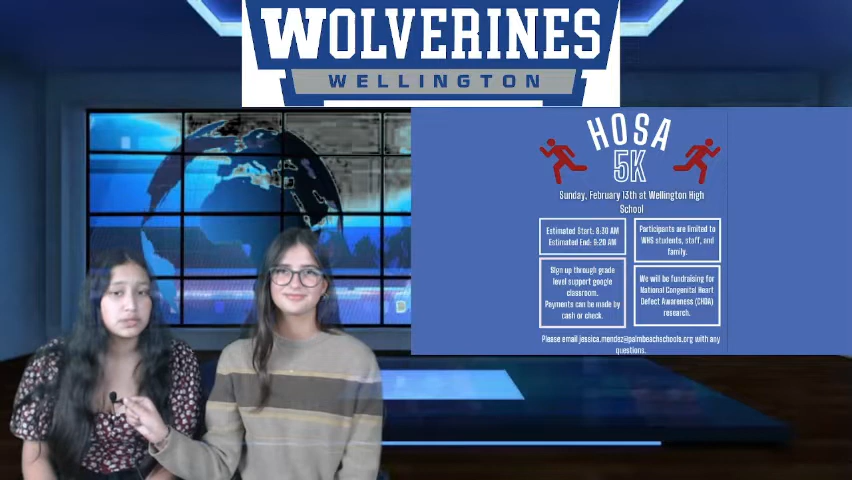 WOLVERINES
WELLINGTON
HOSA
5K
Sunday, February 13th at Wellington High
School
Estimated Start: 8:30 AM
Estimated End: 9:20 AM
Participants are limited to
WHS students, staff, and
family.
Sign up through grade
level support google
classroom.
Payments can be made by
cash or check.
We will be fundraising for
National Congenital Heart
Defect Awareness (CHDA)
research.
Please email jessica.mendez@palmbeachschools.org with any
questions.